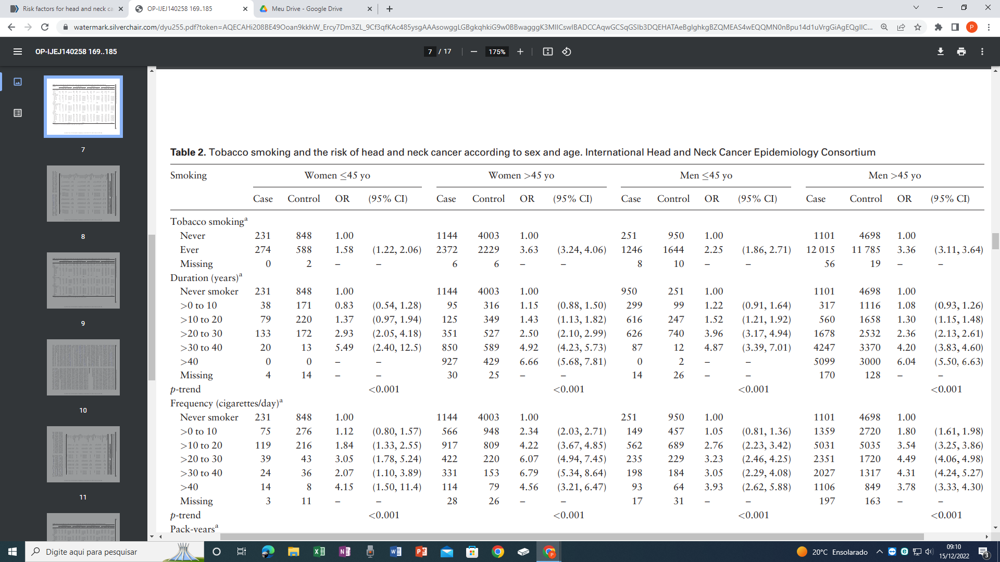 Risk factors for head and neck ca
OP-IJEJ140258 169..185
Meu Drive - Google Drive
watermark.silverchair.com/dyu255.pdf?token=AQECAHi208BE49Ooan9kkhW_Ercy7Dm3ZL_9Cf3qfKAc485ysgAAAsowggLGBgkqhkiG9w0BBwagggK3MIICswIBADCCAqwGCSqGSIb3DQEHATAeBglghkgBZQMEAS4wEQQMN0nBpu14d1uVrgGiAgEQgIIC...
P
OP-IJEJ140258 169..185
7 / 17
175%
7
8
9
10
11
Table 2. Tobacco smoking and the risk of head and neck cancer according to sex and age. International Head and Neck Cancer Epidemiology Consortium
Smoking Women ≤45 yo Women >45 yo Men ≤45 yo Men >45 yo
Case Control OR (95% CI) Case Control OR (95% CI) Case Control OR (95% CI) Case Control OR (95% CI)
Tobacco smokingª
Never 231 848 1.00 1144 4003 1.00 251 950 1.00 1101 4698 1.00
Ever 274 588 1.58 (1.22, 2.06) 2372 2229 3.63 (3.24, 4.06) 1246 1644 2.25 (1.86, 2.71) 12 015 11 785 3.36 (3.11, 3.64)
Missing 0 2 – – 6 6 – – 8 10 – – 56 19 – –
Duration (years)ª
Never smoker 231 848 1.00 1144 4003 1.00 950 251 1.00 1101 4698 1.00
>0 to 10 38 171 0.83 (0.54, 1.28) 95 316 1.15 (0.88, 1.50) 299 99 1.22 (0.91, 1.64) 317 1116 1.08 (0.93, 1.26)
>10 to 20 79 220 1.37 (0.97, 1.94) 125 349 1.43 (1.13, 1.82) 616 247 1.52 (1.21, 1.92) 560 1658 1.30 (1.15, 1.48)
>20 to 30 133 172 2.93 (2.05, 4.18) 351 527 2.50 (2.10, 2.99) 626 740 3.96 (3.17, 4.94) 1678 2532 2.36 (2.13, 2.61)
>30 to 40 20 13 5.49 (2.40, 12.5) 850 589 4.92 (4.23, 5.73) 87 12 4.87 (3.39, 7.01) 4247 3370 4.20 (3.83, 4.60)
>40 0 0 – – 927 429 6.66 (5.68, 7.81) 0 2 – – 5099 3000 6.04 (5.50, 6.63)
Missing 4 14 – – 30 25 – – 14 26 – – 170 128 – –
p-trend <0.001 <0.001 <0.001 <0.001
Frequency (cigarettes/day)ª
Never smoker 231 848 1.00 1144 4003 1.00 251 950 1.00 1101 4698 1.00
>0 to 10 75 276 1.12 (0.80, 1.57) 566 948 2.34 (2.03, 2.71) 149 457 1.05 (0.81, 1.36) 1359 2720 1.80 (1.61, 1.98)
>10 to 20 119 216 1.84 (1.33, 2.55) 917 809 4.22 (3.67, 4.85) 562 689 2.76 (2.23, 3.42) 5031 5035 3.54 (3.25, 3.86)
>20 to 30 39 43 3.05 (1.78, 5.24) 422 220 6.07 (4.94, 7.45) 235 229 3.23 (2.46, 4.25) 2351 1720 4.49 (4.06, 4.98)
>30 to 40 24 36 2.07 (1.10, 3.89) 331 153 6.79 (5.34, 8.64) 198 184 3.05 (2.29, 4.08) 2027 1317 4.31 (4.24, 5.27)
>40 14 8 4.15 (1.50, 11.4) 114 79 4.56 (3.21, 6.47) 93 64 3.93 (2.62, 5.88) 1106 849 3.78 (3.33, 4.30)
Missing 3 11 – – 28 26 – – 17 31 – – 197 163 – –
p-trend <0.001 <0.001 <0.001 <0.001
Pack-yearsª
Digite aqui para pesquisar
20°C Ensolarado
09:10
15/12/2022
3